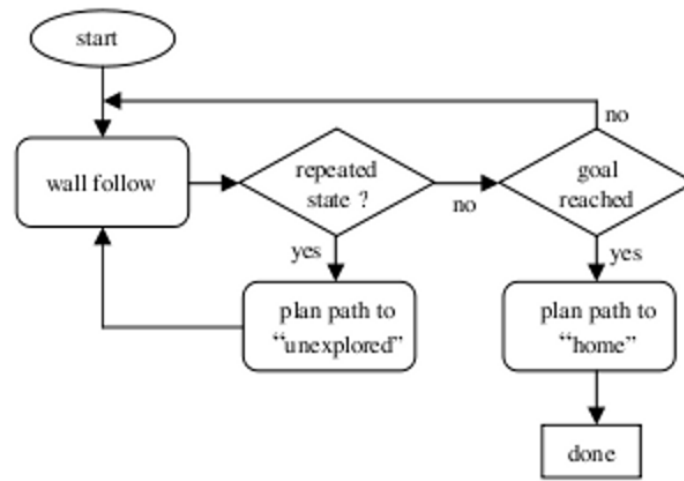 start
no
wall follow
repeated
state ?
no
goal
reached
yes
yes
plan path to
“unexplored”
plan path to
“home”
done